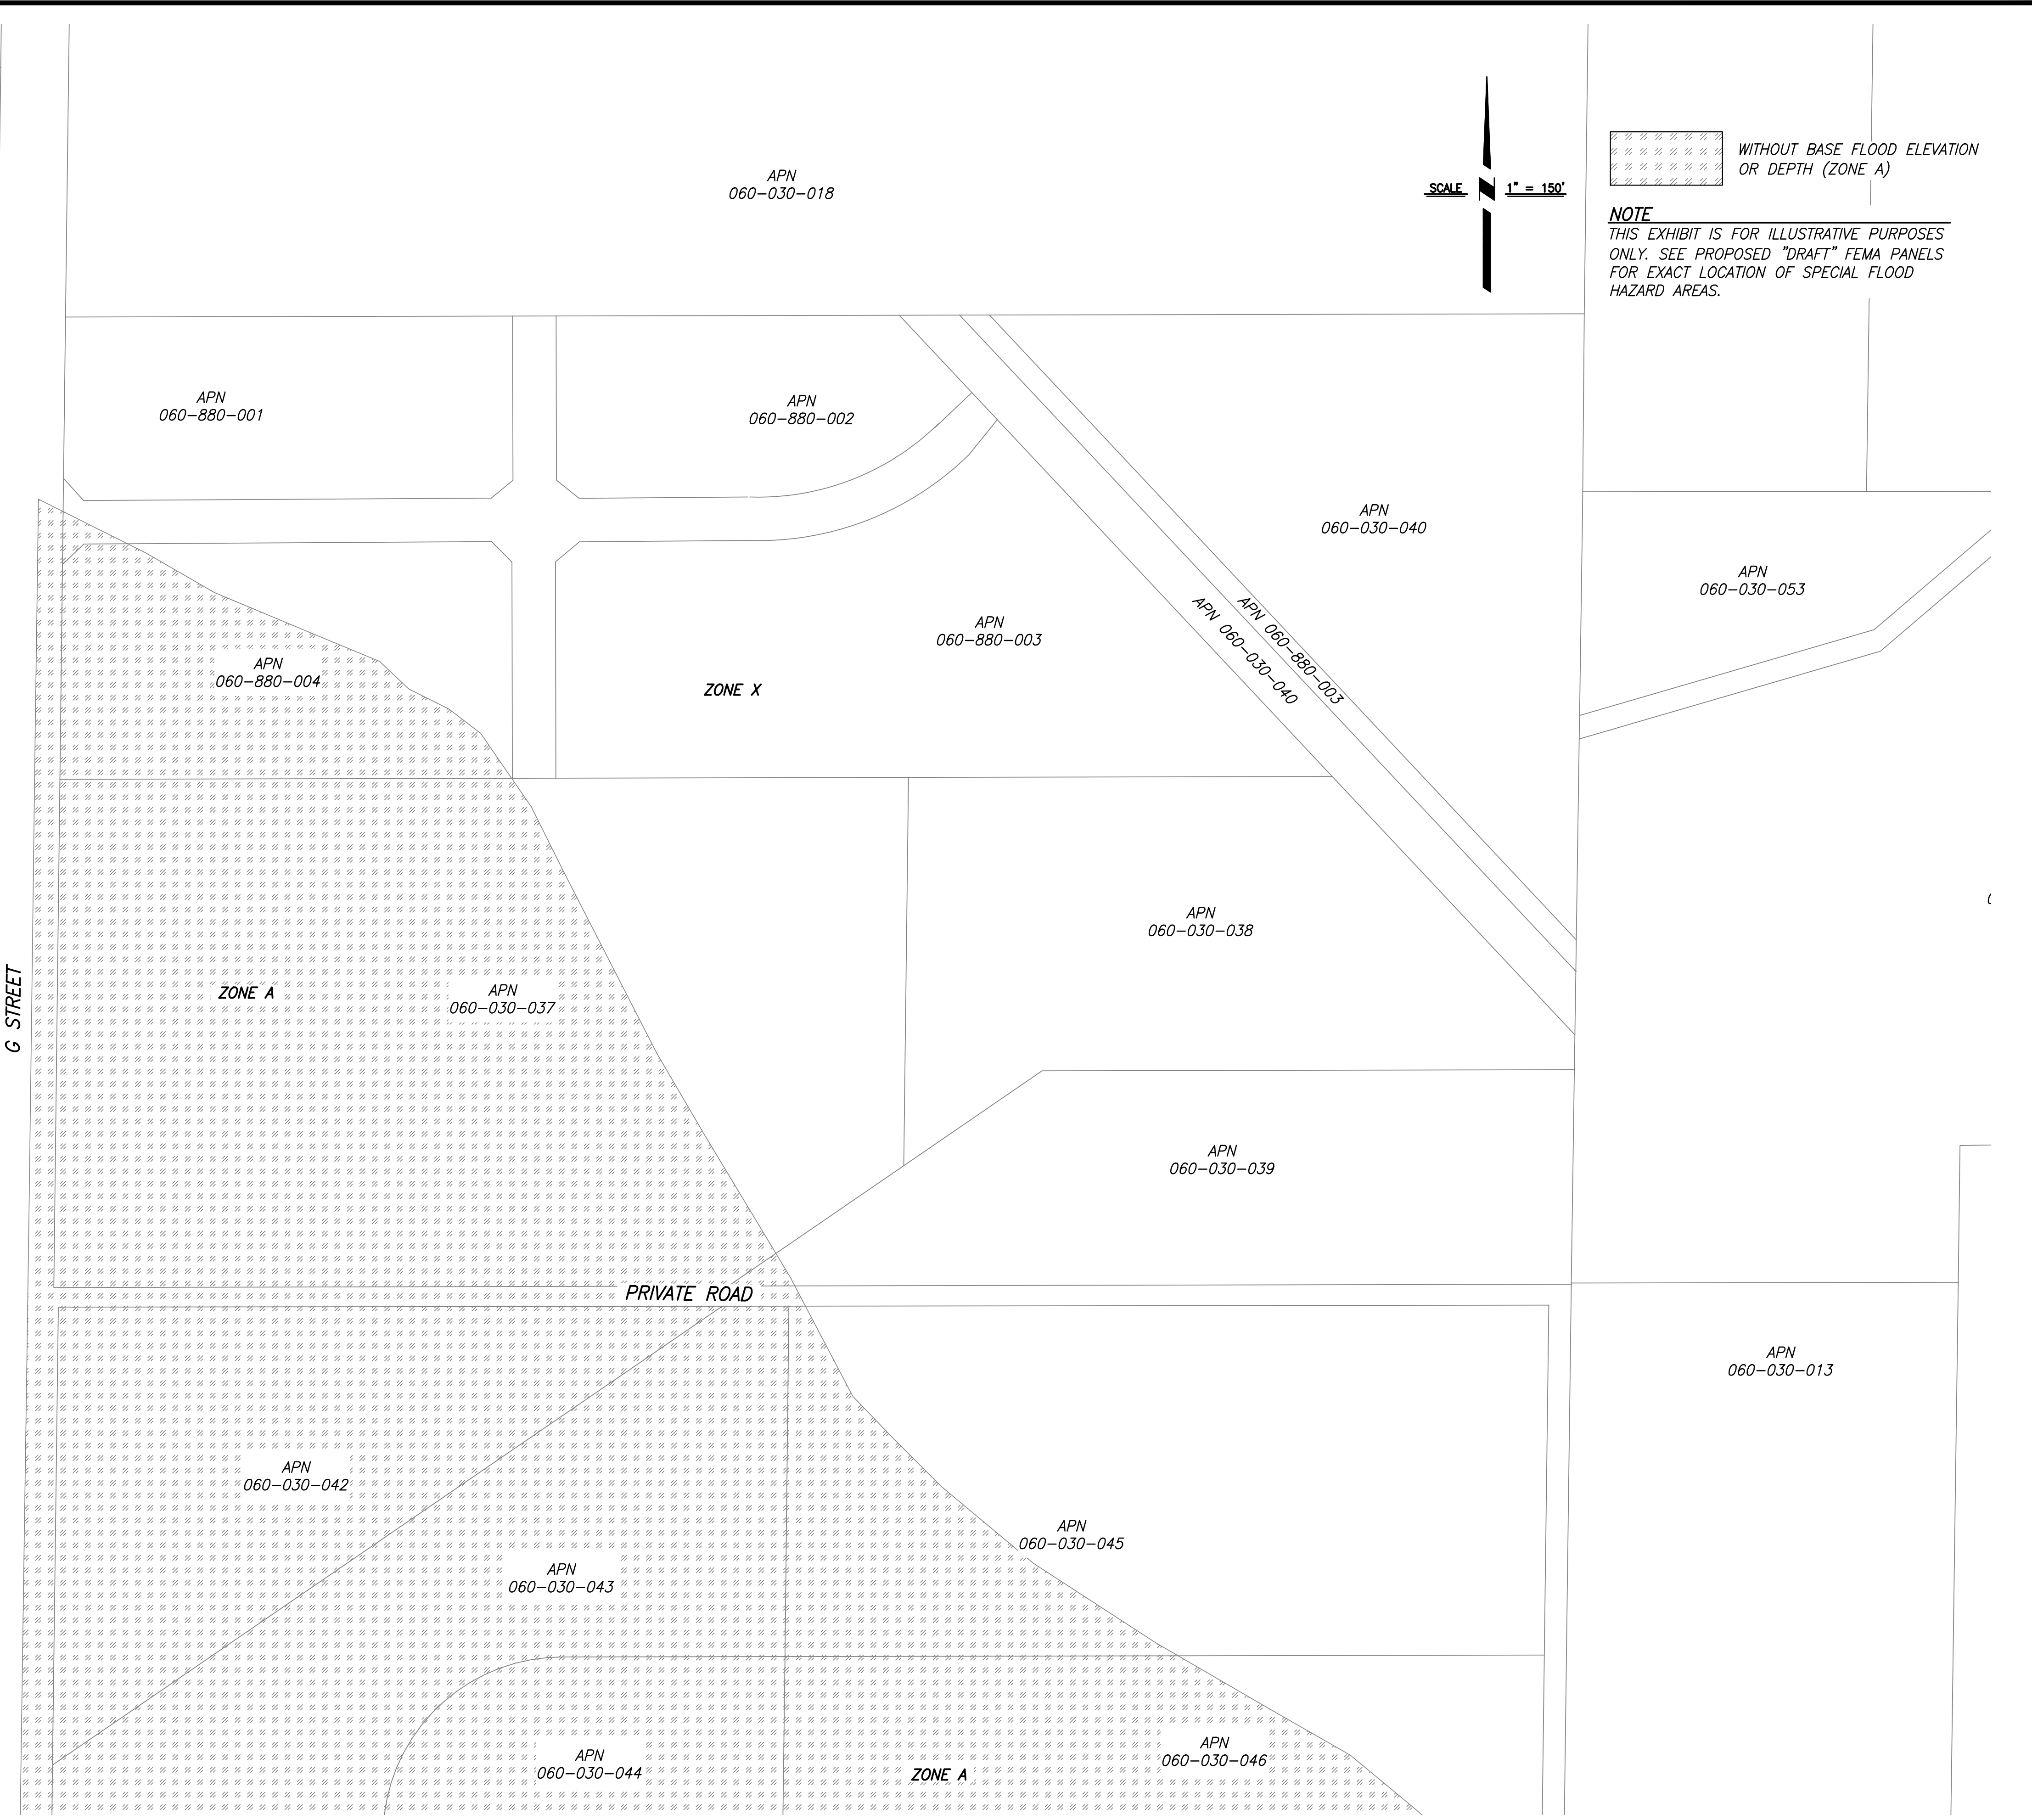 APN
060-030-018
SCALE
N
1" = 150'
WITHOUT BASE FLOOD ELEVATION
OR DEPTH (ZONE A)
NOTE
THIS EXHIBIT IS FOR ILLUSTRATIVE PURPOSES
ONLY. SEE PROPOSED "DRAFT" FEMA PANELS
FOR EXACT LOCATION OF SPECIAL FLOOD
HAZARD AREAS.
APN
060-880-001
APN
060-880-002
APN
060-030-040
APN
060-030-053
APN
060-880-003
APN 060-880-003
APN 060-030-040
APN
060-880-004
ZONE X
APN
060-030-038
ZONE A
APN
060-030-037
G STREET
APN
060-030-039
PRIVATE ROAD
APN
060-030-013
APN
060-030-042
APN
060-030-045
APN
060-030-043
APN
060-030-046
APN
060-030-044
ZONE A